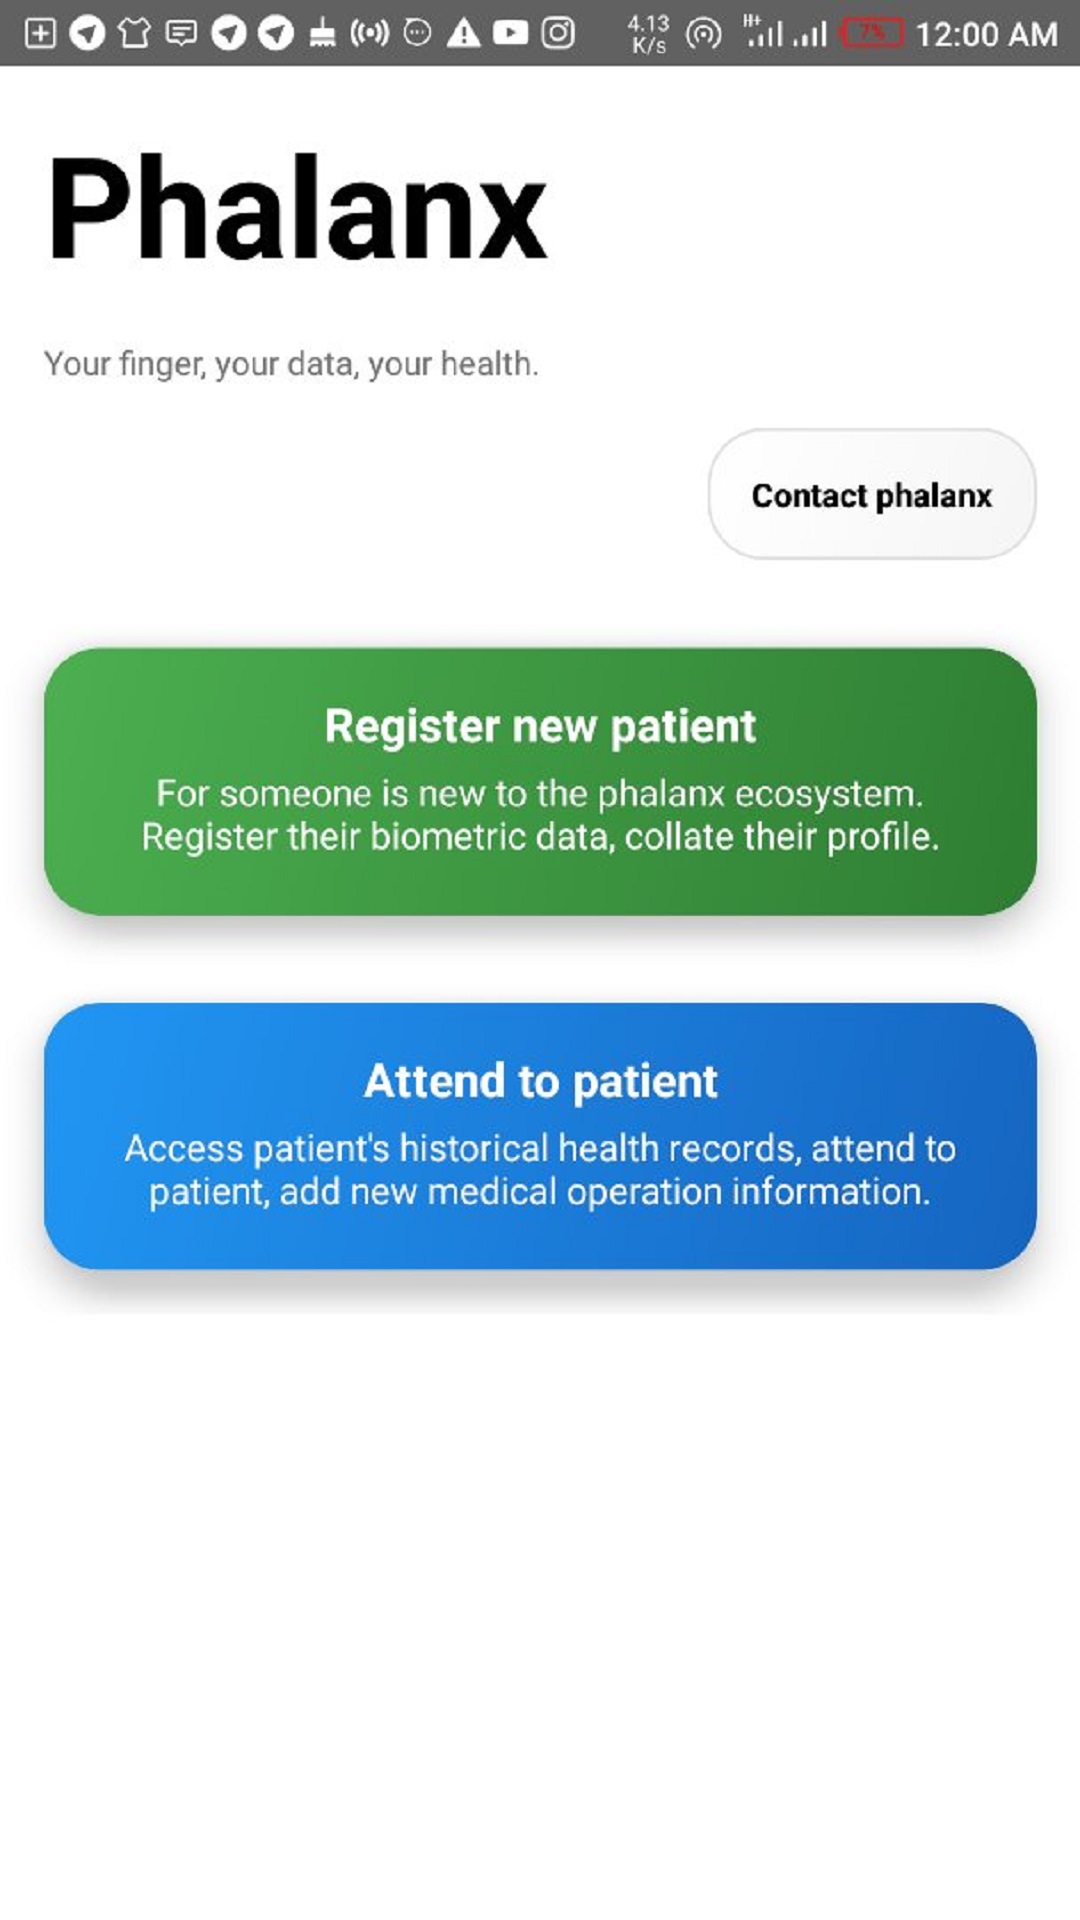 4.13
K/s
H+
7%
12:00 AM
Phalanx
Your finger, your data, your health.
Contact phalanx
Register new patient
For someone is new to the phalanx ecosystem.
Register their biometric data, collate their profile.
Attend to patient
Access patient's historical health records, attend to
patient, add new medical operation information.